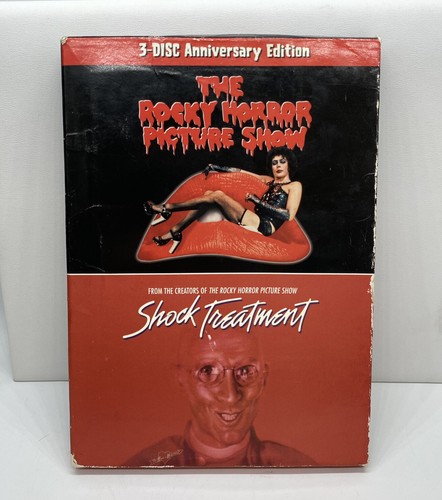 3-DISC Anniversary Edition
THE
ROCKY HORROR
PICTURE SHOW
FROM THE CREATORS OF THE ROCKY HORROR PICTURE SHOW
Shock Treatment